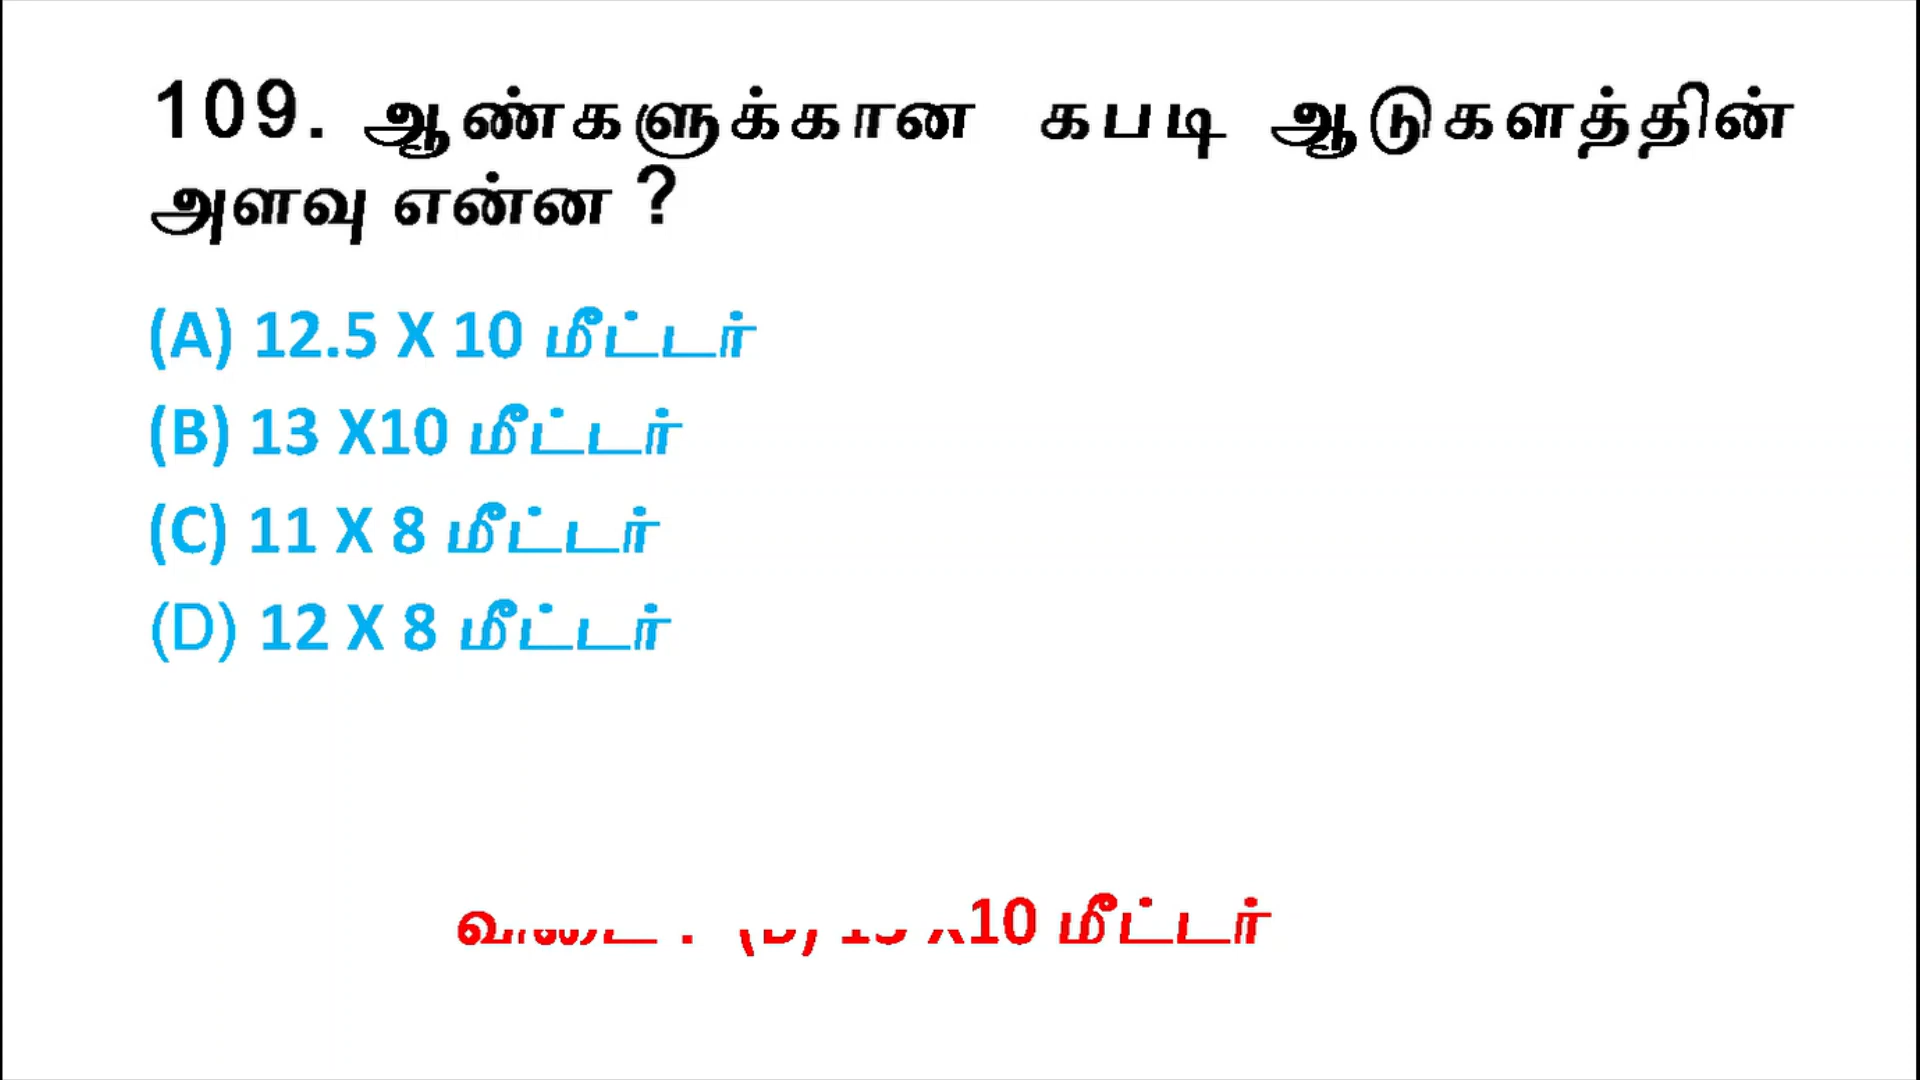 109. ஆண்களுக்கான கபடி ஆடுகளத்தின்
அளவு என்ன ?
(A) 12.5 X 10 மீட்டர்
(B) 13 X10 மீட்டர்
(C) 11 X 8 மீட்டர்
(D) 12 X 8 மீட்டர்
X10 மீட்டர்